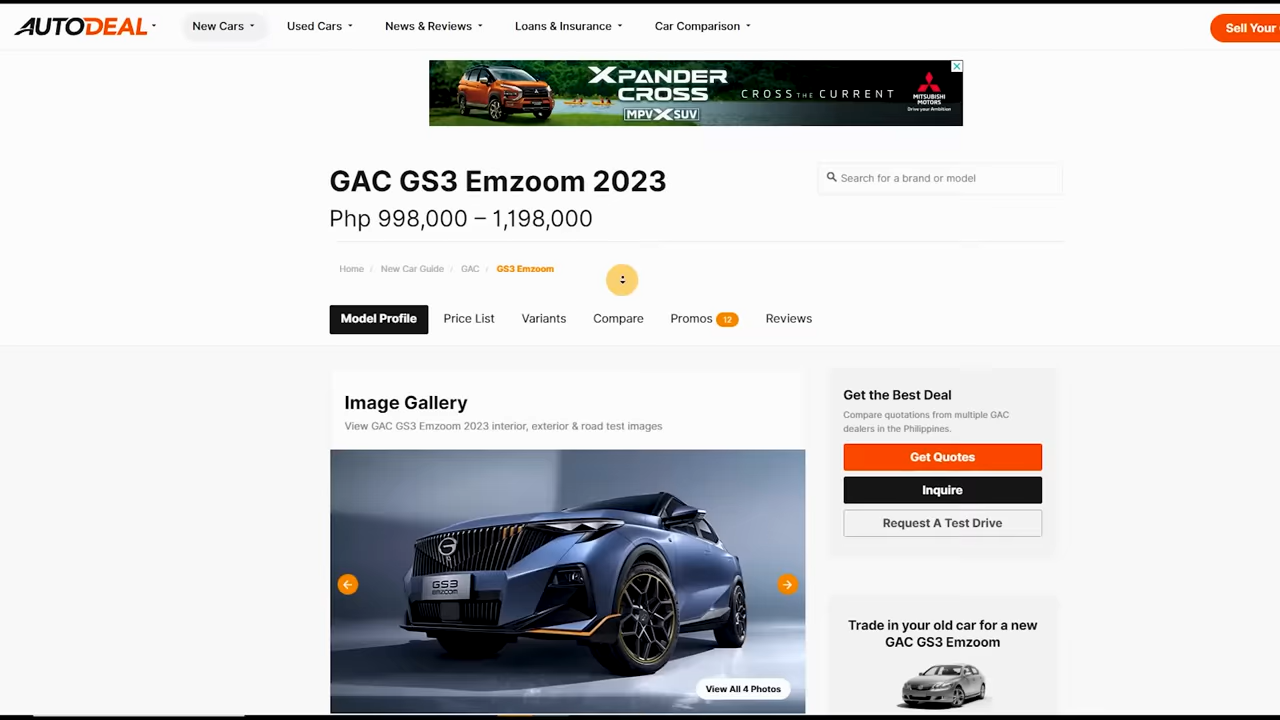 AUTODEAL
New Cars
Used Cars
News & Reviews
Loans & Insurance
Car Comparison
Sell Your
XPANDER
CROSS
MPV X SUV
CROSS THE CURRENT
MITSUBISHI
MOTORS
Drive your Ambition
GAC GS3 Emzoom 2023
Search for a brand or model
Php 998,000 – 1,198,000
Home / New Car Guide / GAC / GS3 Emzoom
Model Profile
Price List
Variants
Compare
Promos 12
Reviews
Image Gallery
View GAC GS3 Emzoom 2023 interior, exterior & road test images
GS3
EMZOOM
View All 4 Photos
Get the Best Deal
Compare quotations from multiple GAC
dealers in the Philippines.
Get Quotes
Inquire
Request A Test Drive
Trade in your old car for a new
GAC GS3 Emzoom